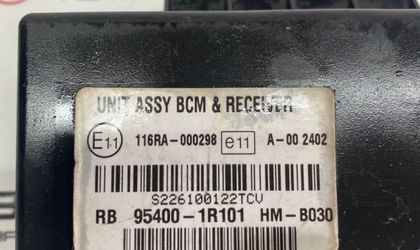 UNIT ASSY BCM & RECEIVER
E11 116RA-000298 e11 A-00 2402
S226100122TCV
RB 95400-1R101 HM-B030